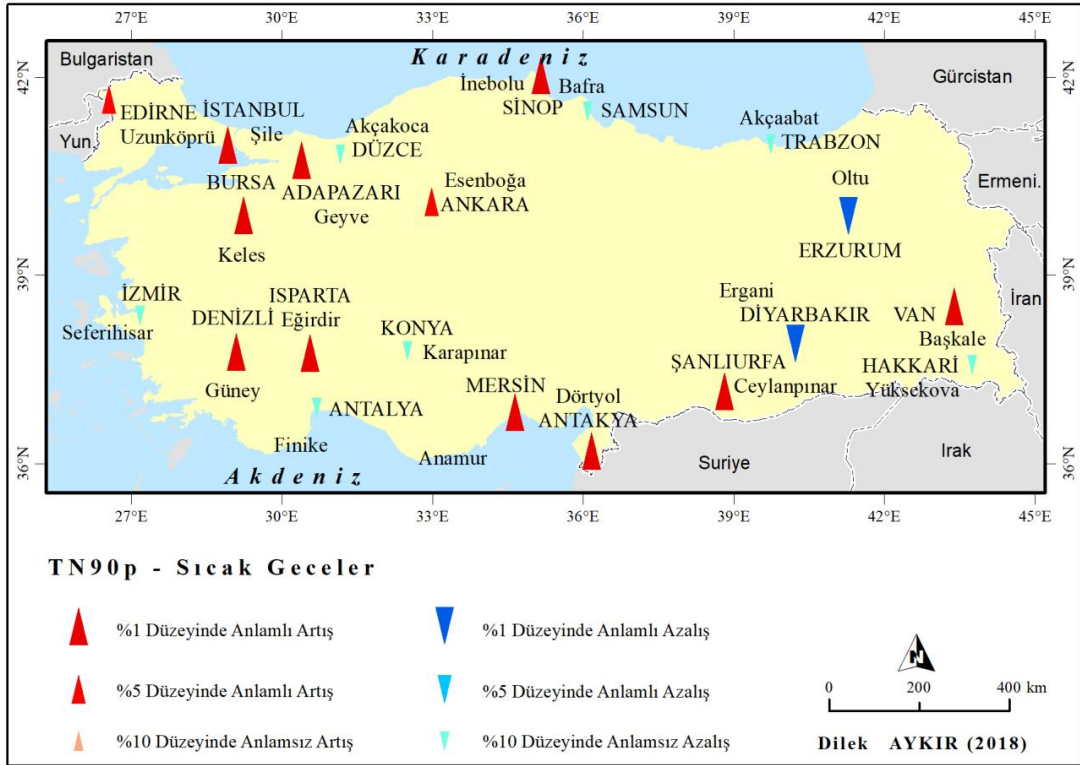 27°E 30°E 33°E 36°E 39°E 42°E 45°E
Karadeniz
Bulgaristan
Gürcistan
42°N
42°N
İnebolu
Bafra
SİNOP
SAMSUN
EDİRNE
İSTANBUL
Uzunköprü
Şile
Akçakoca
DÜZCE
Akçaabat
TRABZON
Yun.
Ermeni.
BURSA
ADAPAZARI
Geyve
Esenboğa
ANKARA
Oltu
ERZURUM
Keles
39°N
39°N
İran
İZMİR
Seferihisar
ISPARTA
Eğirdir
DENİZLİ
Güney
KONYA
Karapınar
Ergani
DİYARBAKIR
VAN
Başkale
HAKKARİ
Yüksekova
ŞANLIURFA
Ceylanpınar
MERSİN
Dörtyol
ANTAKYA
ANTALYA
Finike
Anamur
36°N
36°N
Suriye
Irak
Akdeniz
27°E 30°E 33°E 36°E 39°E 42°E 45°E
TN90p - Sıcak Geceler
%1 Düzeyinde Anlamlı Artış
%1 Düzeyinde Anlamlı Azalış
%5 Düzeyinde Anlamlı Artış
%5 Düzeyinde Anlamlı Azalış
%10 Düzeyinde Anlamsız Artış
%10 Düzeyinde Anlamsız Azalış
N
0 200 400 km
Dilek AYKIR (2018)